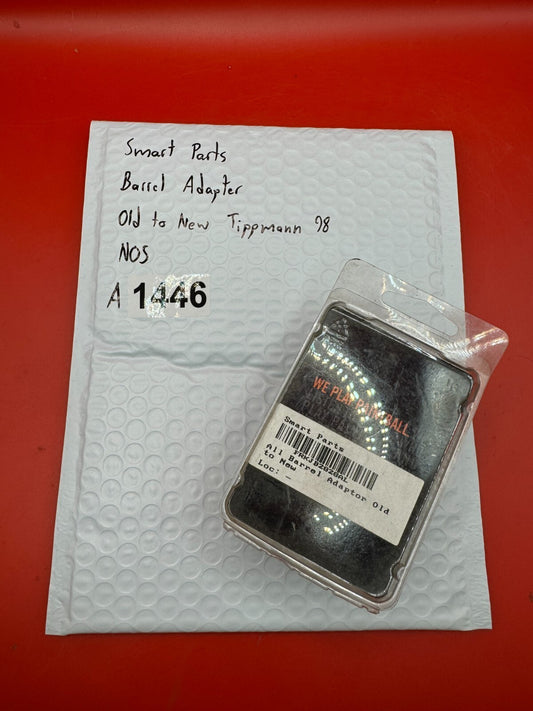 Smart Parts
Barrel Adapter
Old to New Tippmann 98
NOS
A 1446
WE PLAY PAINTBALL
Smart Parts
All Barrel Adaptor Old
to New
Loc: -